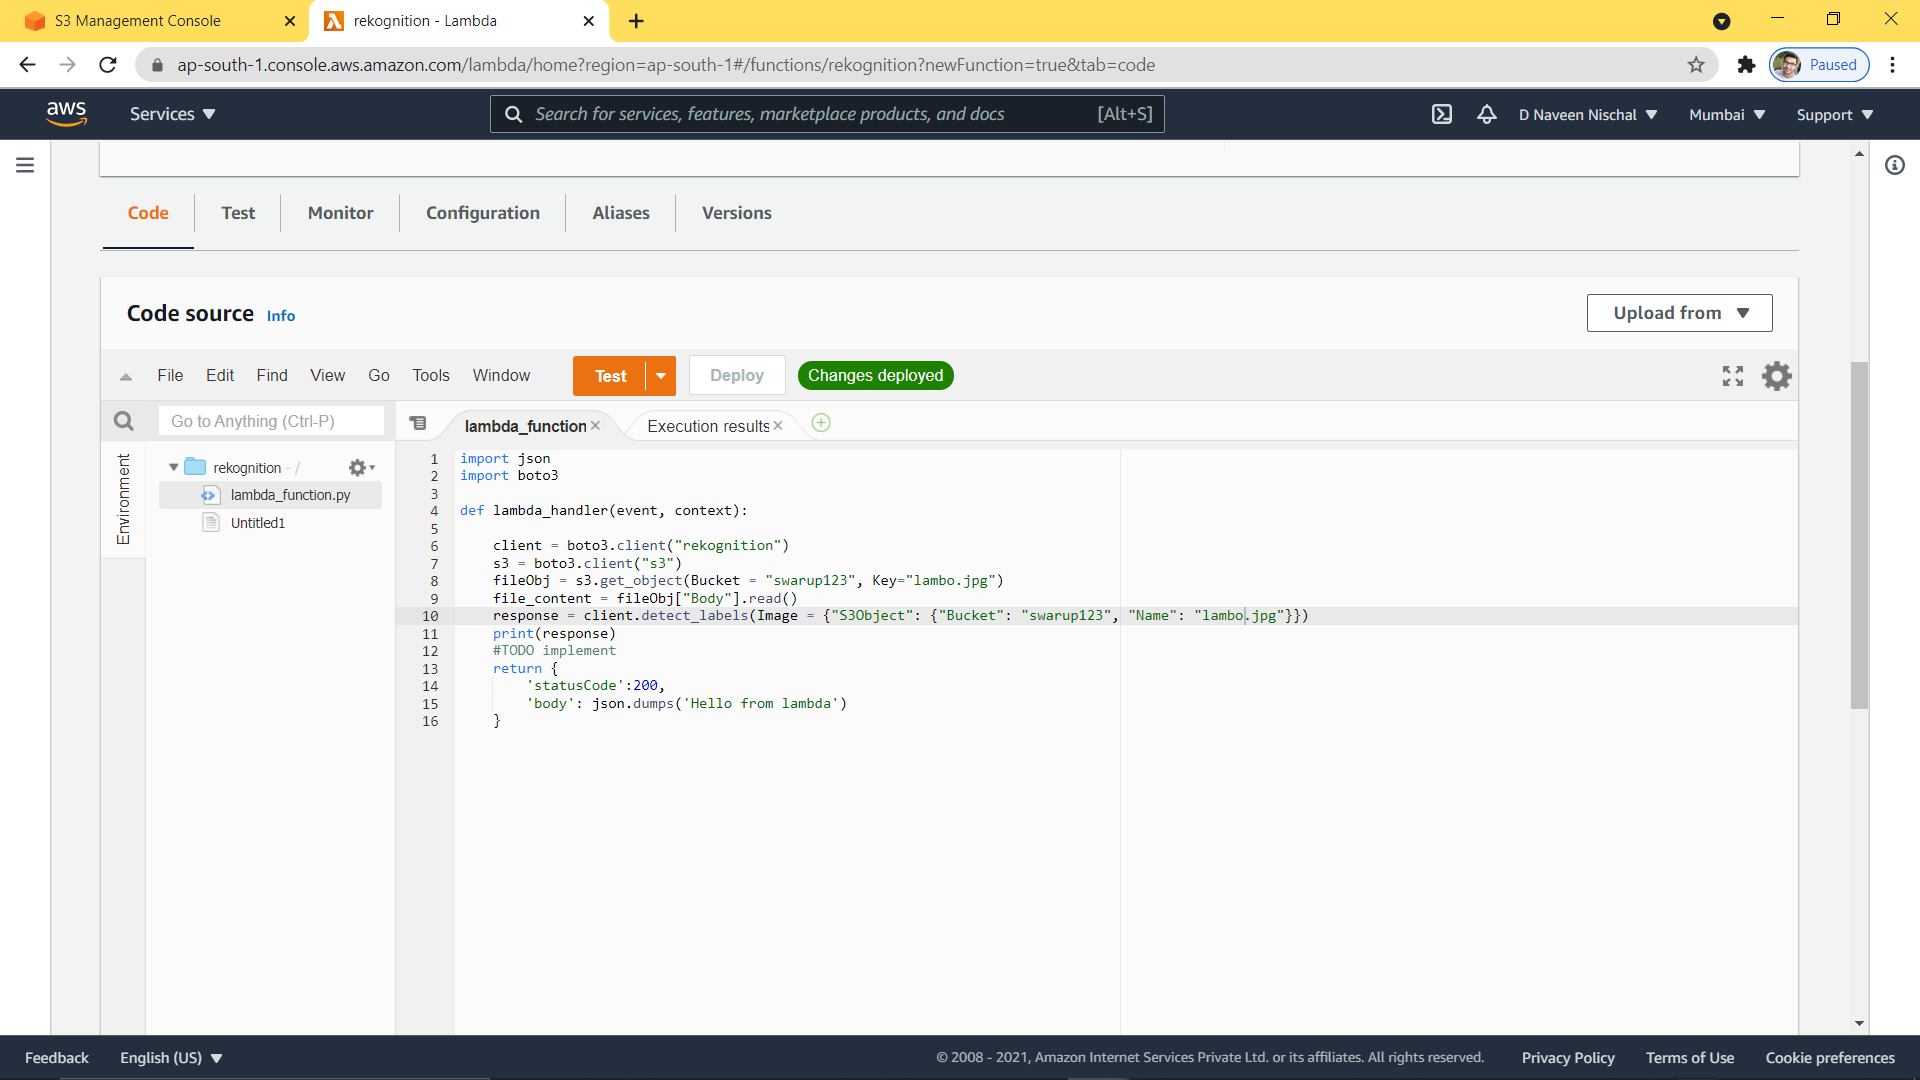 S3 Management Console
rekognition - Lambda
ap-south-1.console.aws.amazon.com/lambda/home?region=ap-south-1#/functions/rekognition?newFunction=true&tab=code
Paused
aws
Services
Search for services, features, marketplace products, and docs
[Alt+S]
D Naveen Nischal
Mumbai
Support
Code
Test
Monitor
Configuration
Aliases
Versions
Code source Info
Upload from
File Edit Find View Go Tools Window
Test
Deploy
Changes deployed
Go to Anything (Ctrl-P)
lambda_function
Execution results
Environment
rekognition - /
lambda_function.py
Untitled1
1 import json
2 import boto3
3
4 def lambda_handler(event, context):
5
6 client = boto3.client("rekognition")
7 s3 = boto3.client("s3")
8 fileObj = s3.get_object(Bucket = "swarup123", Key="lambo.jpg")
9 file_content = fileObj["Body"].read()
10 response = client.detect_labels(Image = {"S3Object": {"Bucket": "swarup123", "Name": "lambo.jpg"}})
11 print(response)
12 #TODO implement
13 return {
14 'statusCode':200,
15 'body': json.dumps('Hello from lambda')
16 }
Feedback
English (US)
© 2008 - 2021, Amazon Internet Services Private Ltd. or its affiliates. All rights reserved.
Privacy Policy
Terms of Use
Cookie preferences